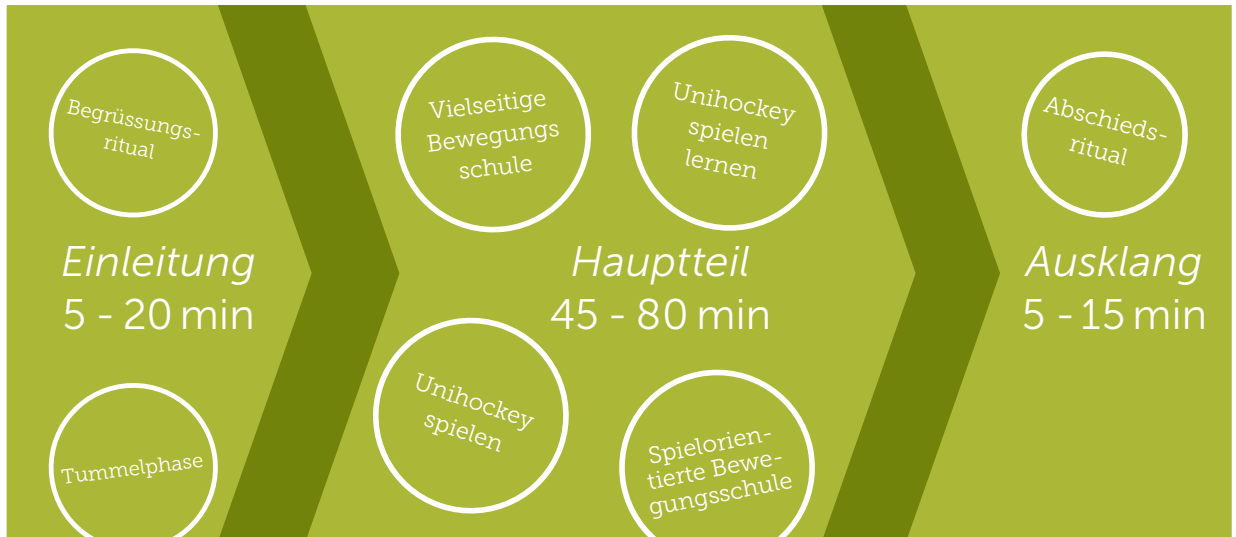 Begrüssungs-
ritual
Einleitung
5 - 20 min
Tummelphase
Vielseitige
Bewegungs
schule
Unihockey
spielen
lernen
Hauptteil
45 - 80 min
Unihockey
spielen
Spielorien-
tierte Bewe-
gungsschule
Abschieds-
ritual
Ausklang
5 - 15 min